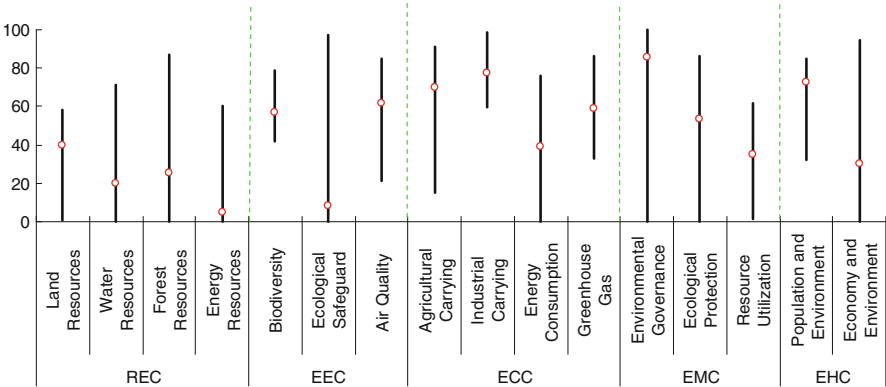 100
80
60
40
20
0
Land
Resources
Water
Resources
Forest
Resources
Energy
Resources
Biodiversity
Ecological
Safeguard
Air Quality
Agricultural
Carrying
Industrial
Carrying
Energy
Consumption
Greenhouse
Gas
Environmental
Governance
Ecological
Protection
Resource
Utilization
Population and
Environment
Economy and
Environment
REC
EEC
ECC
EMC
EHC